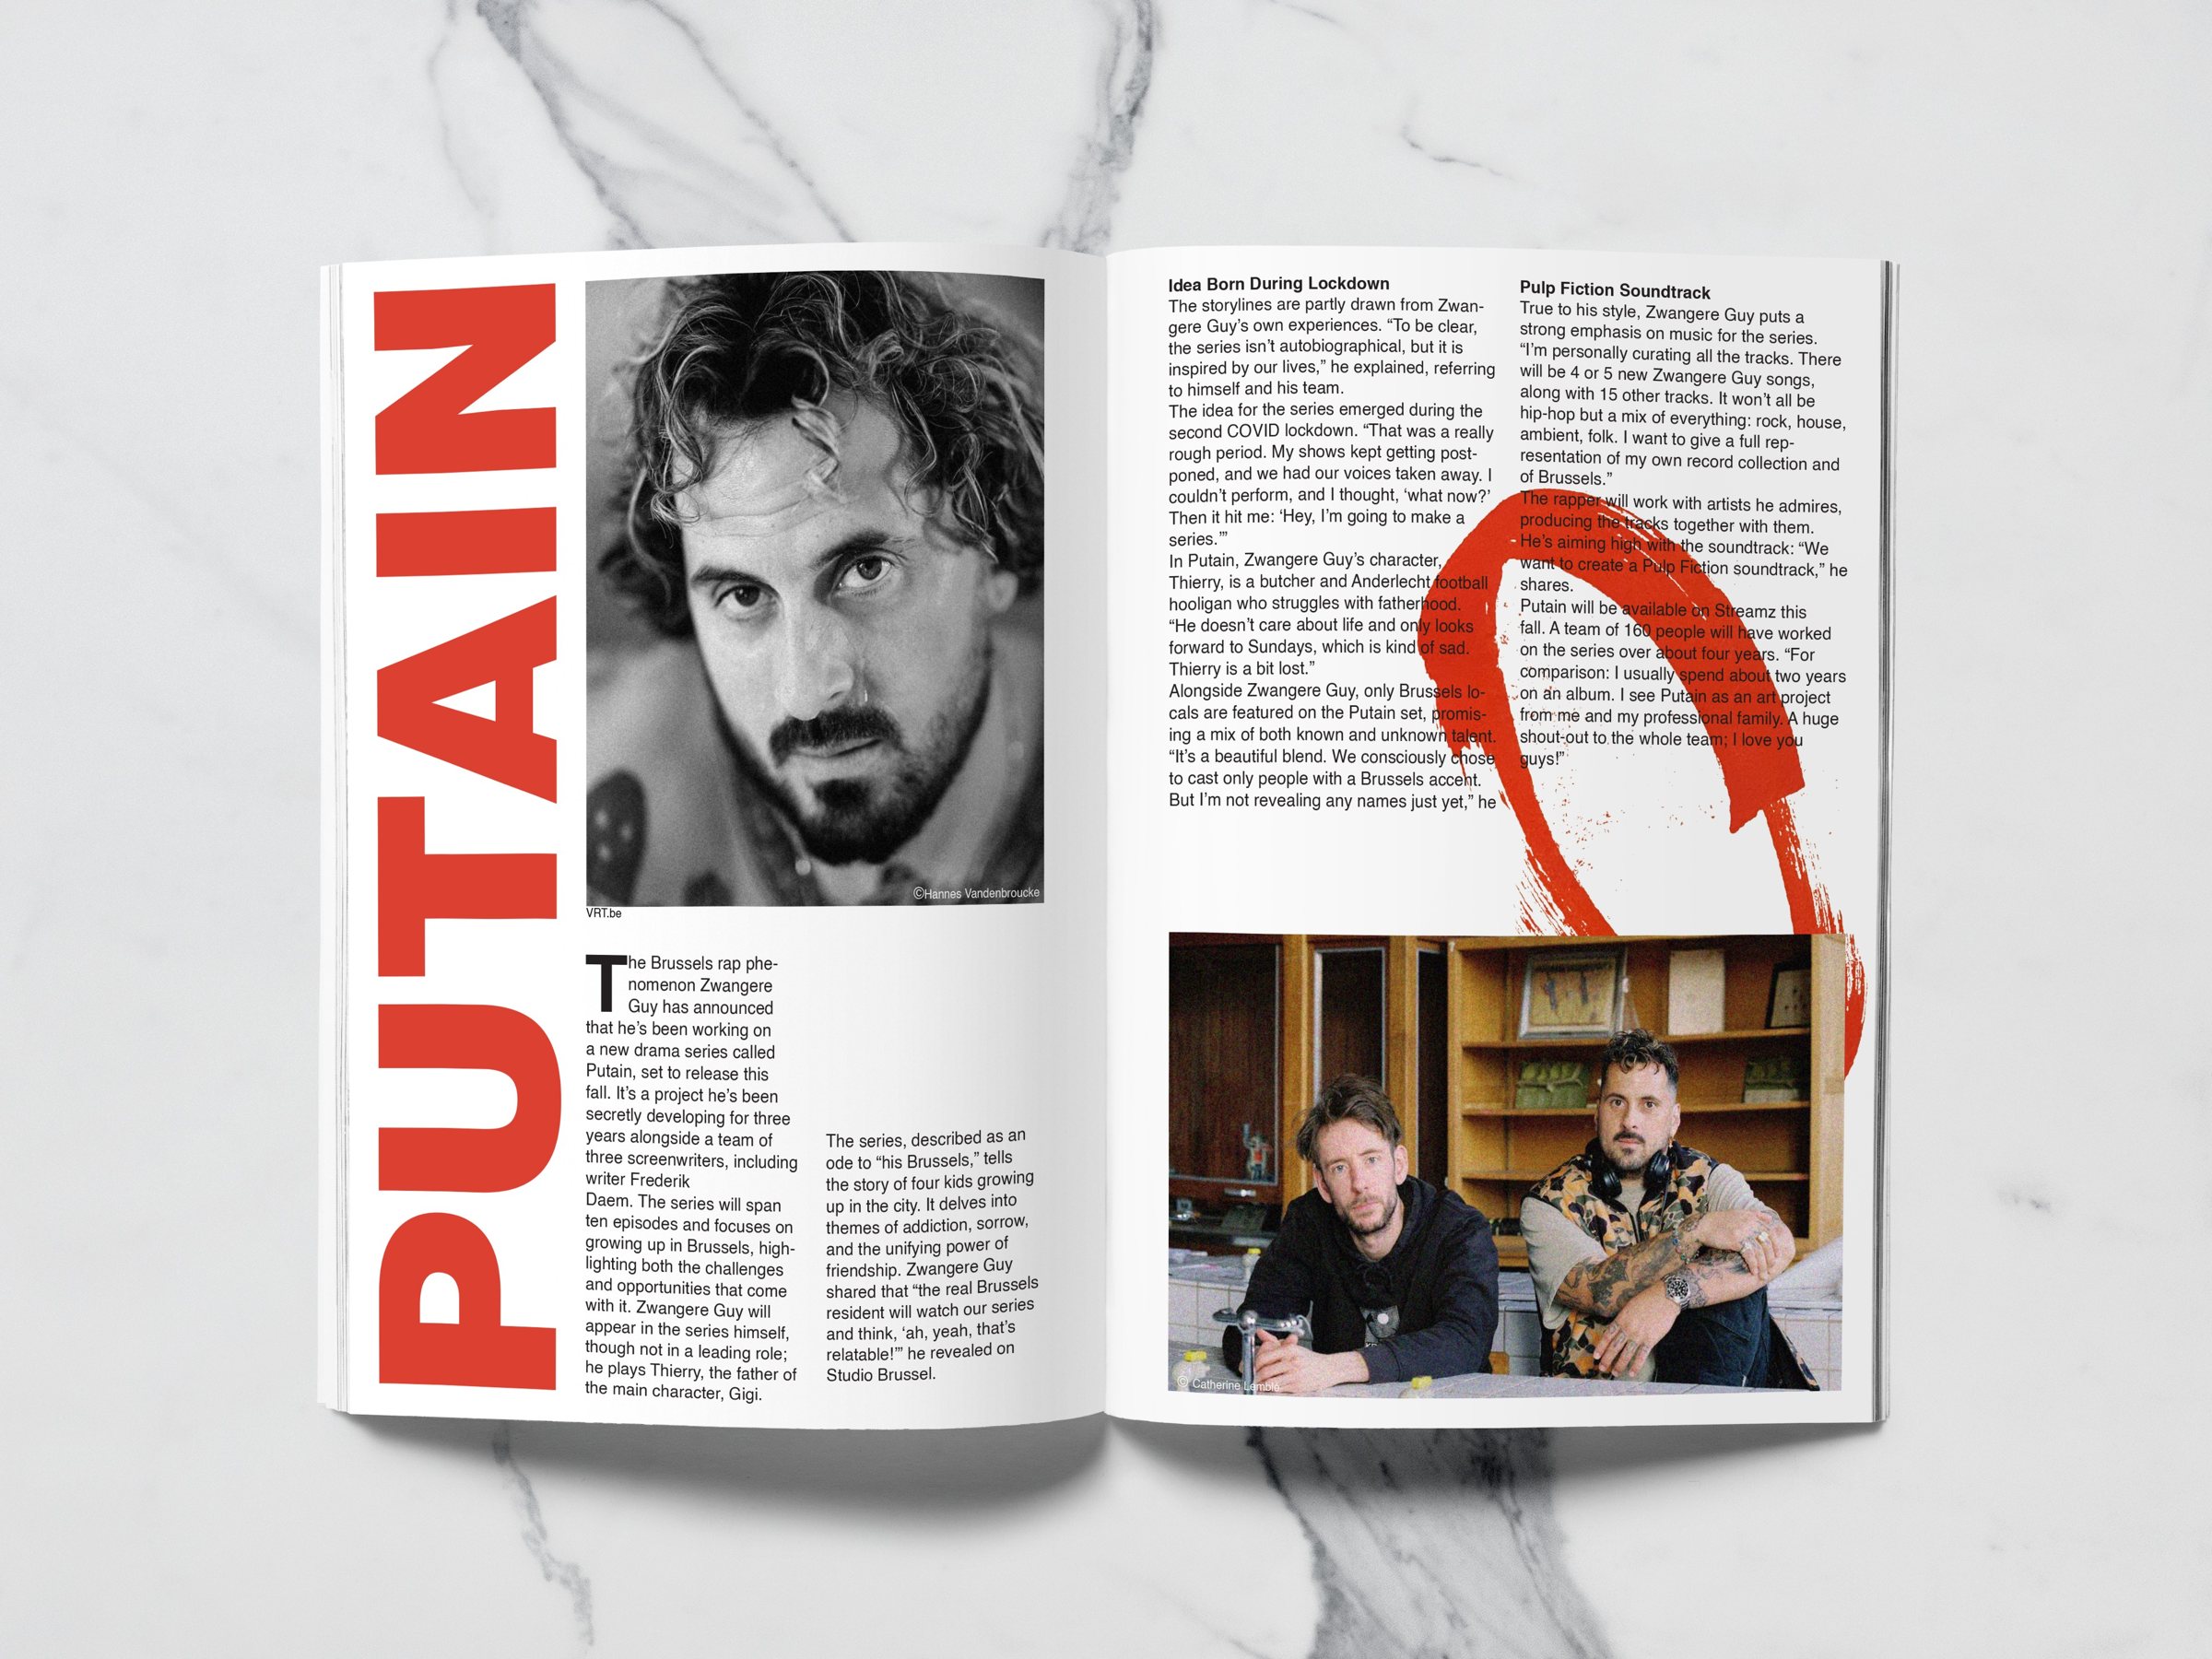 PUTAIN
©Hannes Vandenbroucke
VRT.be
The Brussels rap phe-
nomenon Zwangere
Guy has announced
that he's been working on
a new drama series called
Putain, set to release this
fall. It's a project he's been
secretly developing for three
years alongside a team of
three screenwriters, including
writer Frederik
Daem. The series will span
ten episodes and focuses on
growing up in Brussels, high-
lighting both the challenges
and opportunities that come
with it. Zwangere Guy will
appear in the series himself,
though not in a leading role;
he plays Thierry, the father of
the main character, Gigi.
The series, described as an
ode to “his Brussels,” tells
the story of four kids growing
up in the city. It delves into
themes of addiction, sorrow,
and the unifying power of
friendship. Zwangere Guy
shared that “the real Brussels
resident will watch our series
and think, ‘ah, yeah, that's
relatable!’” he revealed on
Studio Brussel.
Idea Born During Lockdown
The storylines are partly drawn from Zwan-
gere Guy's own experiences. “To be clear,
the series isn't autobiographical, but it is
inspired by our lives,” he explained, referring
to himself and his team.
The idea for the series emerged during the
second COVID lockdown. “That was a really
rough period. My shows kept getting post-
poned, and we had our voices taken away. I
couldn't perform, and I thought, ‘what now?’
Then it hit me: ‘Hey, I'm going to make a
series.’”
In Putain, Zwangere Guy's character,
Thierry, is a butcher and Anderlecht football
hooligan who struggles with fatherhood.
“He doesn't care about life and only looks
forward to Sundays, which is kind of sad.
Thierry is a bit lost.”
Alongside Zwangere Guy, only Brussels lo-
cals are featured on the Putain set, promis-
ing a mix of both known and unknown talent.
“It's a beautiful blend. We consciously chose
to cast only people with a Brussels accent.
But I'm not revealing any names just yet,” he
Pulp Fiction Soundtrack
True to his style, Zwangere Guy puts a
strong emphasis on music for the series.
“I'm personally curating all the tracks. There
will be 4 or 5 new Zwangere Guy songs,
along with 15 other tracks. It won't all be
hip-hop but a mix of everything: rock, house,
ambient, folk. I want to give a full rep-
resentation of my own record collection and
of Brussels.”
The rapper will work with artists he admires,
producing the tracks together with them.
He's aiming high with the soundtrack: “We
want to create a Pulp Fiction soundtrack,” he
shares.
Putain will be available on Streamz this
fall. A team of 160 people will have worked
on the series over about four years. “For
comparison: I usually spend about two years
on an album. I see Putain as an art project
from me and my professional family. A huge
shout-out to the whole team; I love you
guys!”
© Catherine Lemblé